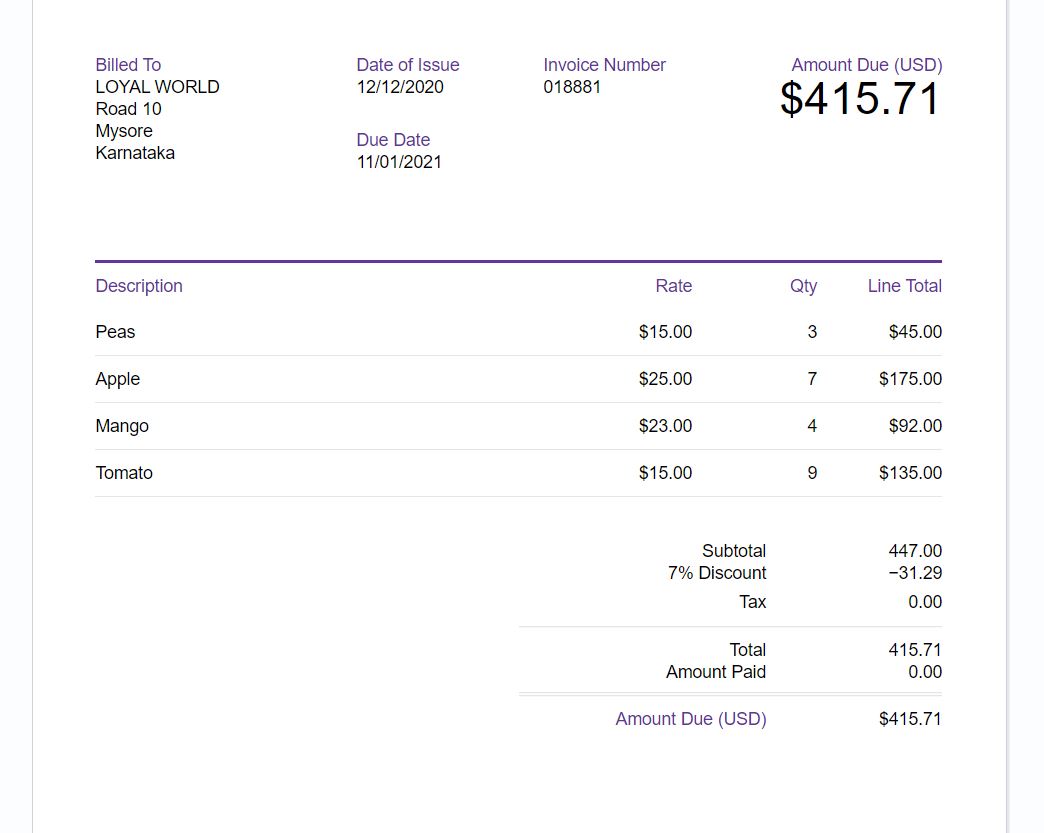 Billed To
LOYAL WORLD
Road 10
Mysore
Karnataka
Date of Issue
12/12/2020
Due Date
11/01/2021
Invoice Number
018881
Amount Due (USD)
$415.71
Description Rate Qty Line Total
Peas $15.00 3 $45.00
Apple $25.00 7 $175.00
Mango $23.00 4 $92.00
Tomato $15.00 9 $135.00
Subtotal 447.00
7% Discount −31.29
Tax 0.00
Total 415.71
Amount Paid 0.00
Amount Due (USD) $415.71